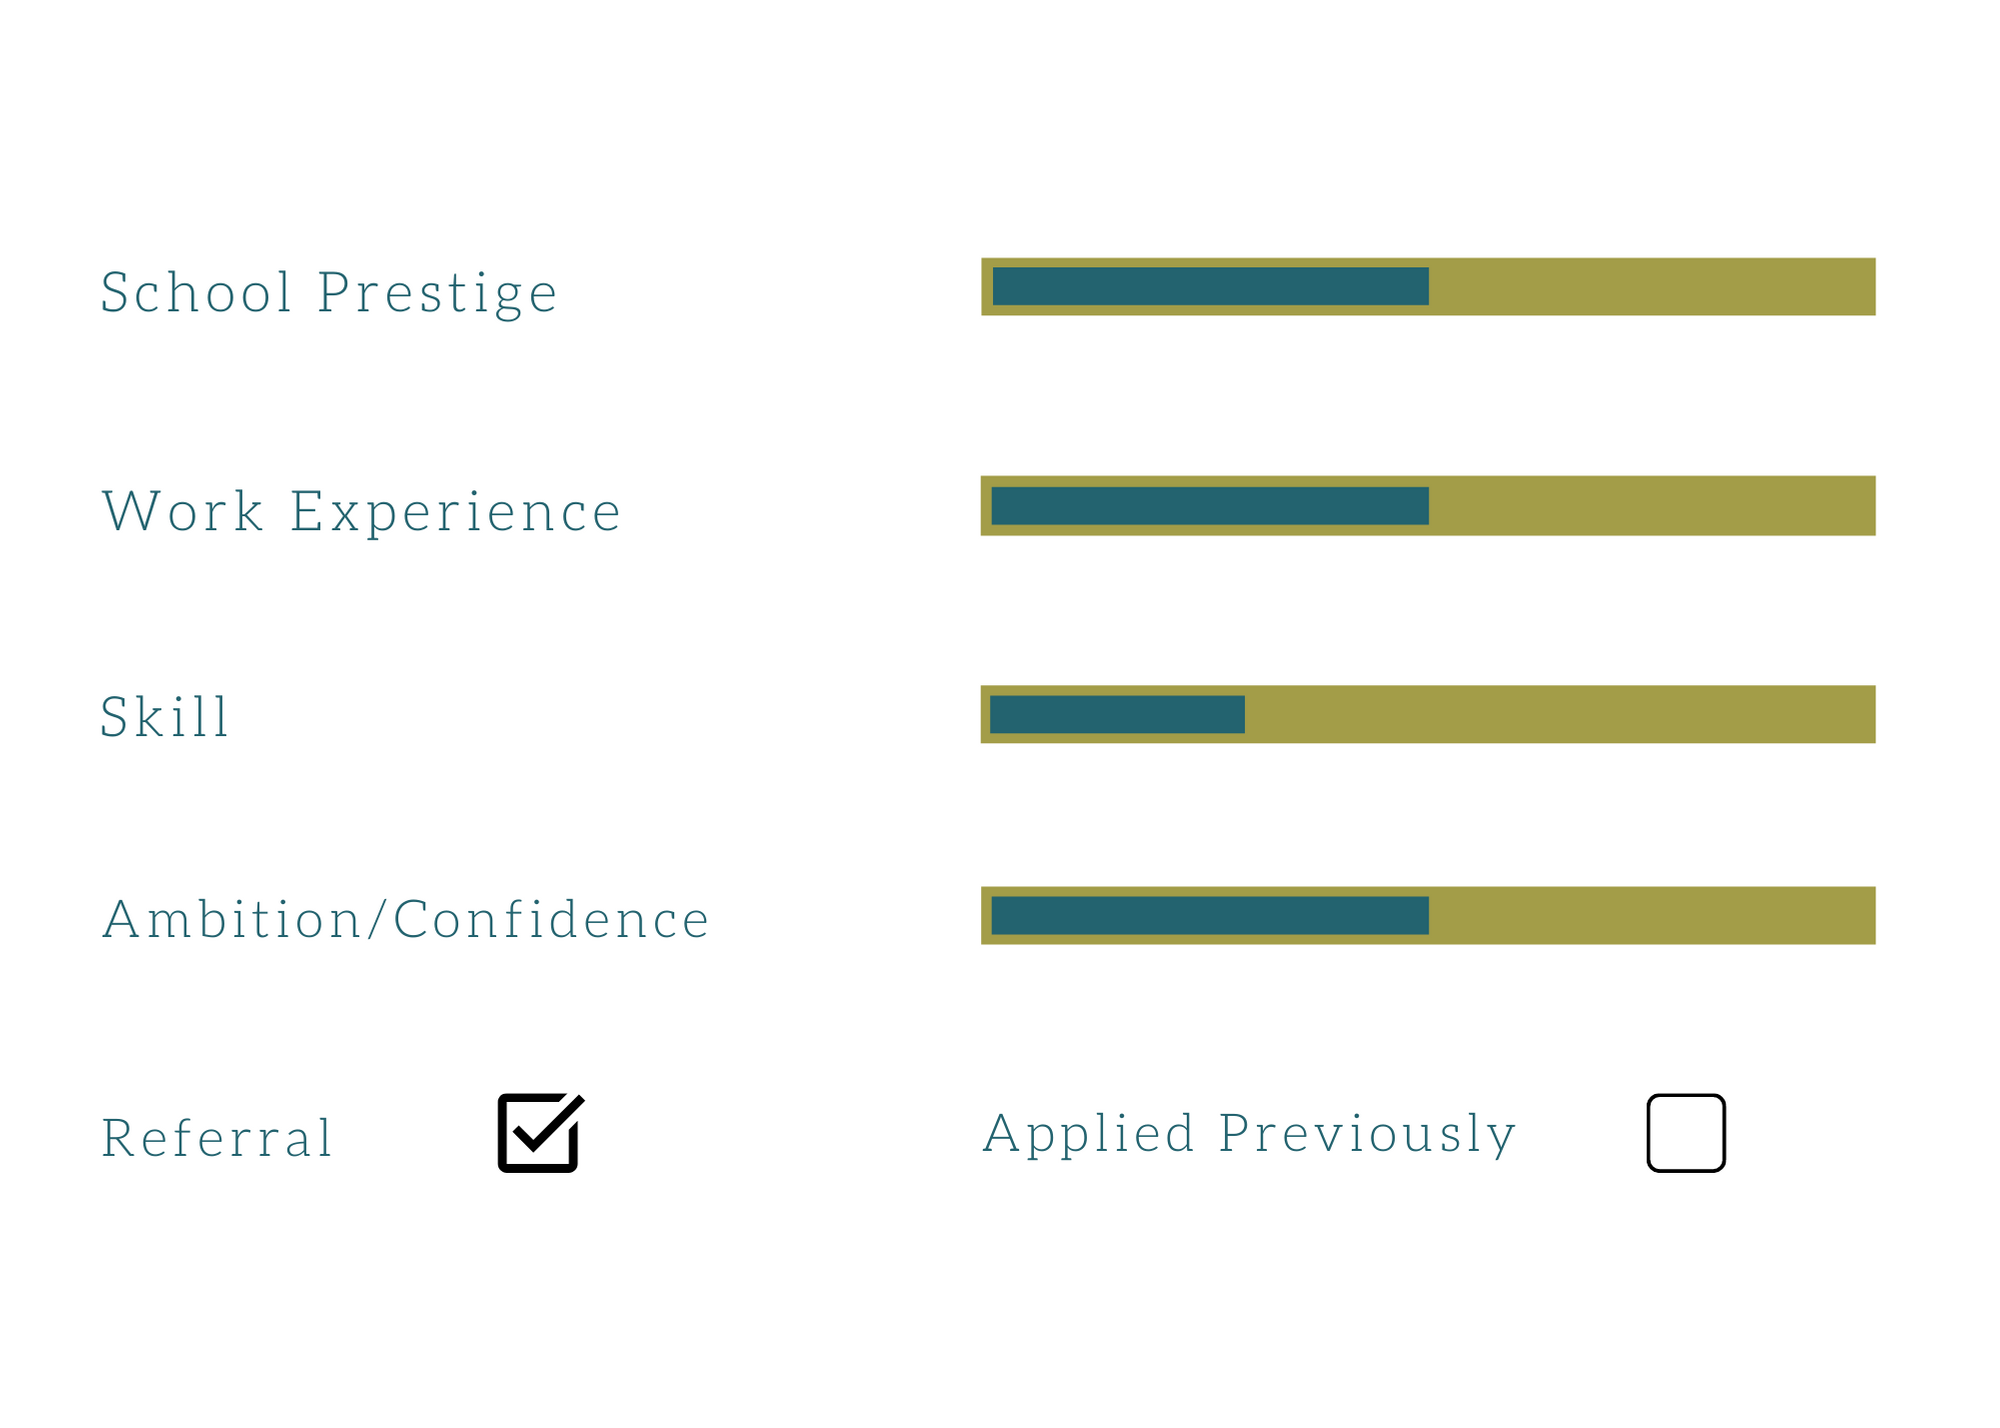 School Prestige
Work Experience
Skill
Ambition/Confidence
Referral
Applied Previously